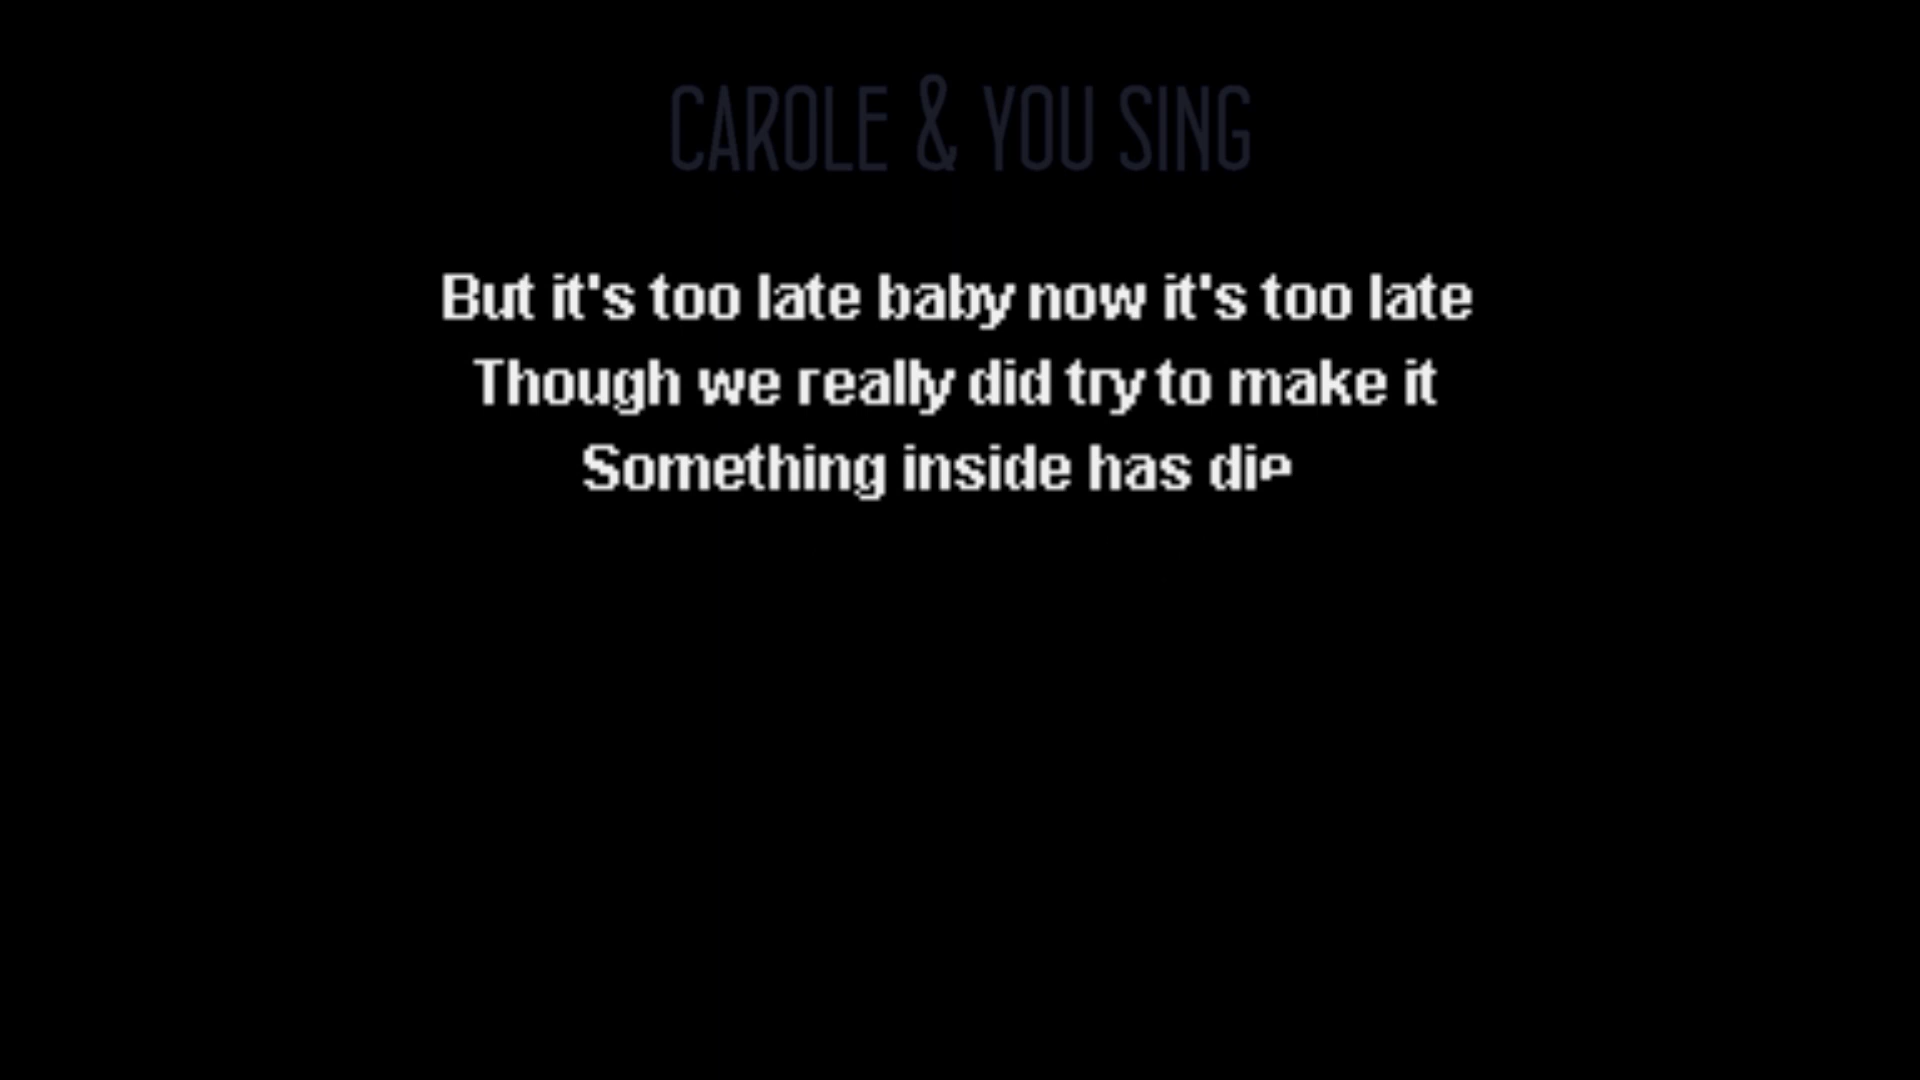 CAROLE & YOU SING
But it's too late baby now it's too late
Though we really did try to make it
Something inside has die